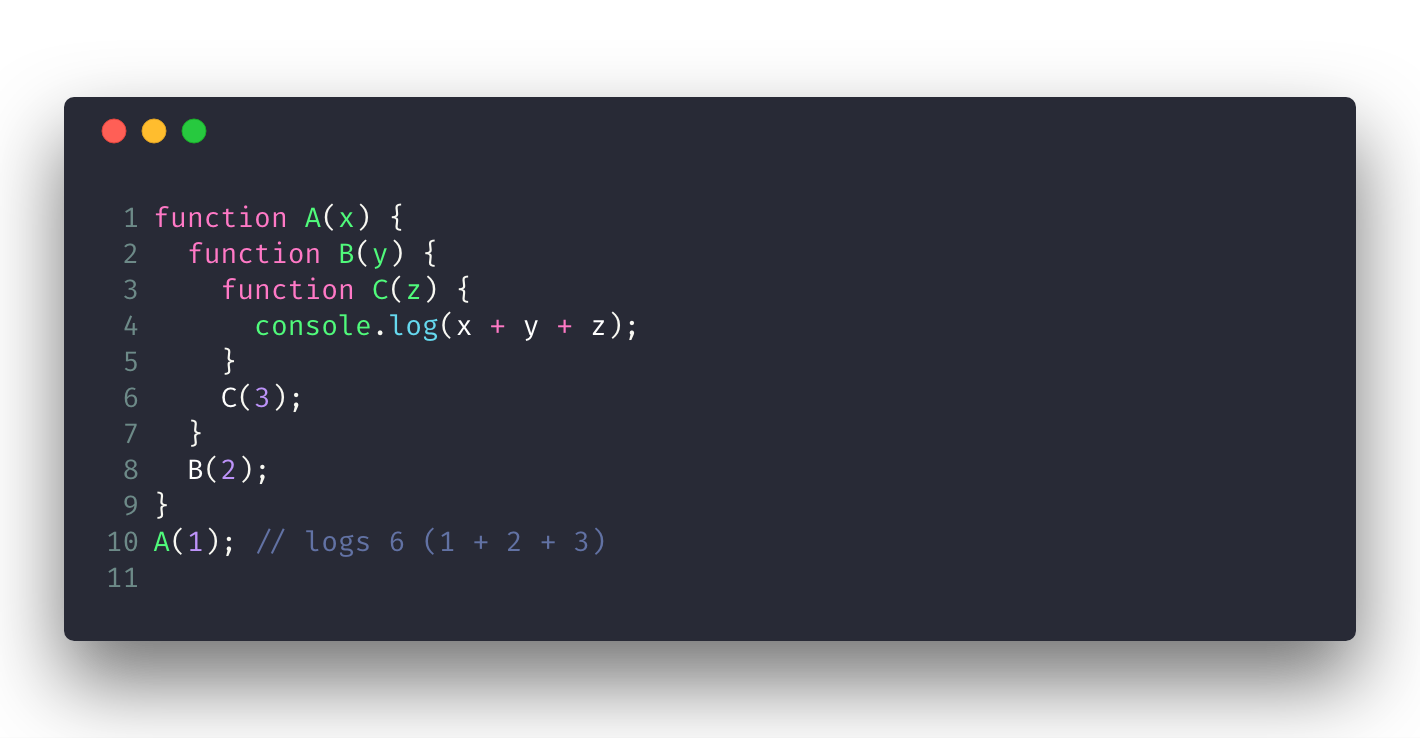 1 function A(x) {
2   function B(y) {
3     function C(z) {
4       console.log(x + y + z);
5     }
6     C(3);
7   }
8   B(2);
9 }
10 A(1); // logs 6 (1 + 2 + 3)
11